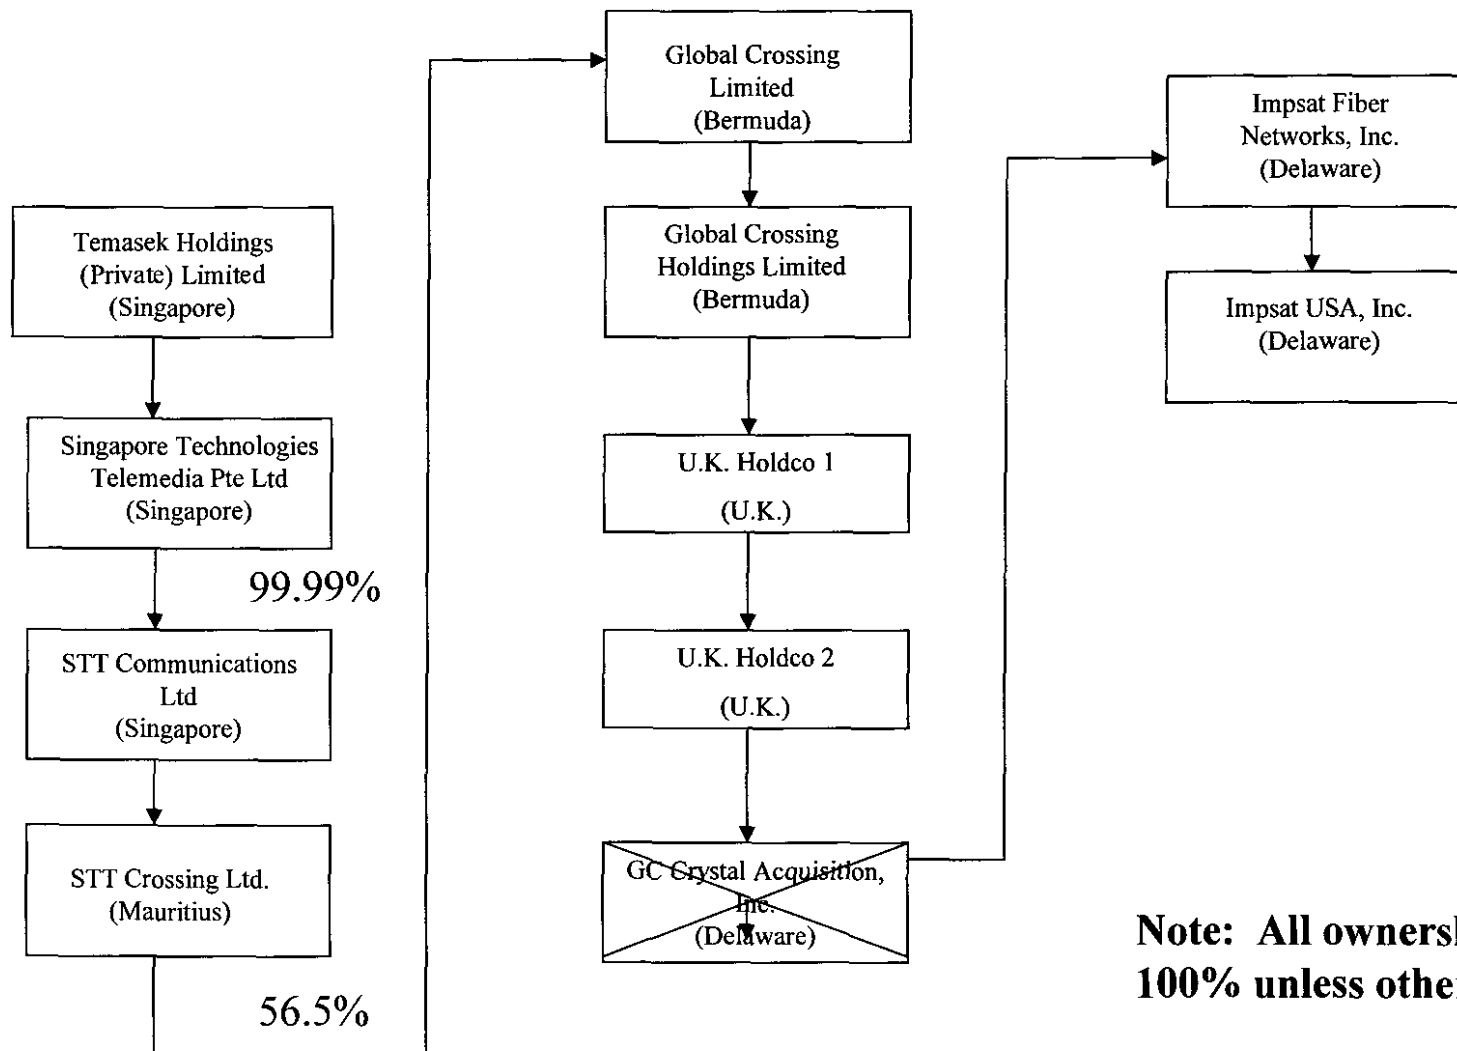 Temasek Holdings
(Private) Limited
(Singapore)
Singapore Technologies
Telemedia Pte Ltd
(Singapore)
99.99%
STT Communications
Ltd
(Singapore)
STT Crossing Ltd.
(Mauritius)
56.5%
Global Crossing
Limited
(Bermuda)
Global Crossing
Holdings Limited
(Bermuda)
U.K. Holdco 1
(U.K.)
U.K. Holdco 2
(U.K.)
GC Crystal Acquisition,
Inc.
(Delaware)
Impsat Fiber
Networks, Inc.
(Delaware)
Impsat USA, Inc.
(Delaware)
Note: All
100% unless